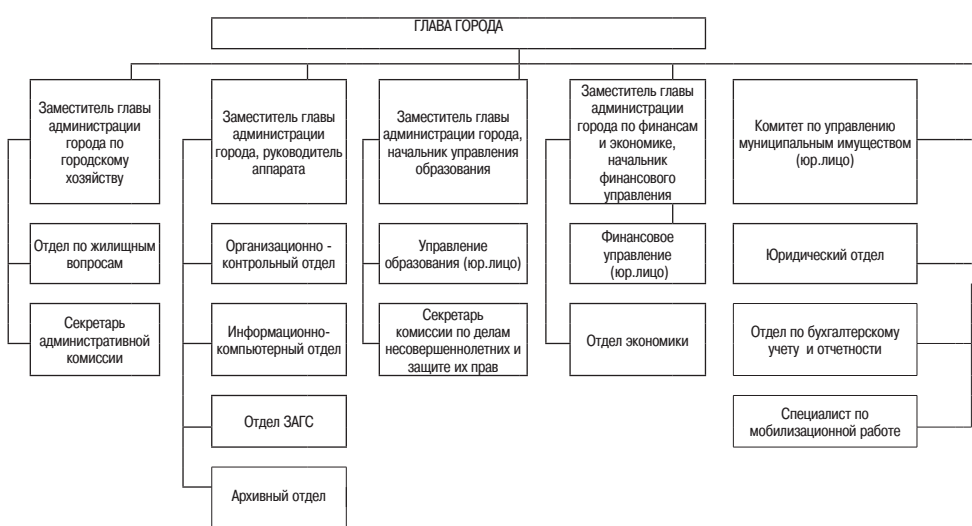 ГЛАВА ГОРОДА
Заместитель главы
администрации
города по
городскому
хозяйству
Заместитель главы
администрации
города, руководитель
аппарата
Заместитель главы
администрации города,
начальник управления
образования
Заместитель главы
администрации
города по финансам
и экономике,
начальник
финансового
управления
Комитет по управлению
муниципальным имуществом
(юр.лицо)
Отдел по жилищным
вопросам
Организационно -
контрольный отдел
Управление
образования (юр.лицо)
Финансовое
управление
(юр.лицо)
Юридический отдел
Секретарь
административной
комиссии
Информационно-
компьютерный отдел
Секретарь
комиссии по делам
несовершеннолетних и
защите их прав
Отдел экономики
Отдел по бухгалтерскому
учету и отчетности
Отдел ЗАГС
Специалист по
мобилизационной работе
Архивный отдел